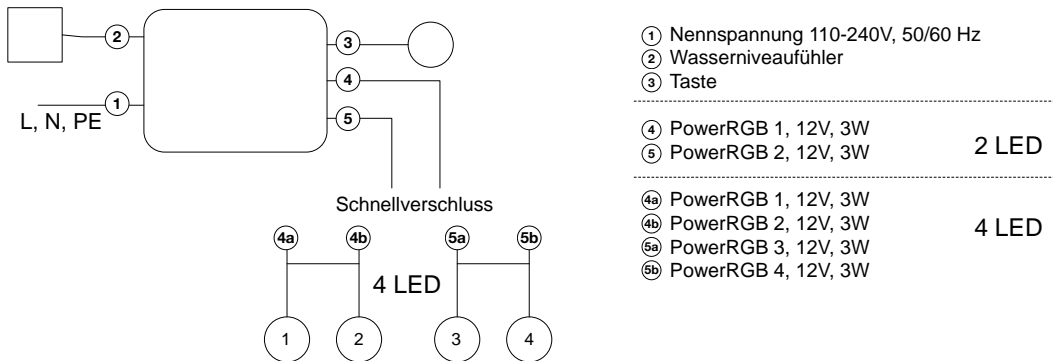 2
3
4
1
L, N, PE
5
Schnellverschluss
4a 4b 5a 5b
4 LED
1 2 3 4
1 Nennspannung 110-240V, 50/60 Hz
2 Wasserniveaufühler
3 Taste
4 PowerRGB 1, 12V, 3W
5 PowerRGB 2, 12V, 3W
2 LED
4a PowerRGB 1, 12V, 3W
4b PowerRGB 2, 12V, 3W
5a PowerRGB 3, 12V, 3W
5b PowerRGB 4, 12V, 3W
4 LED